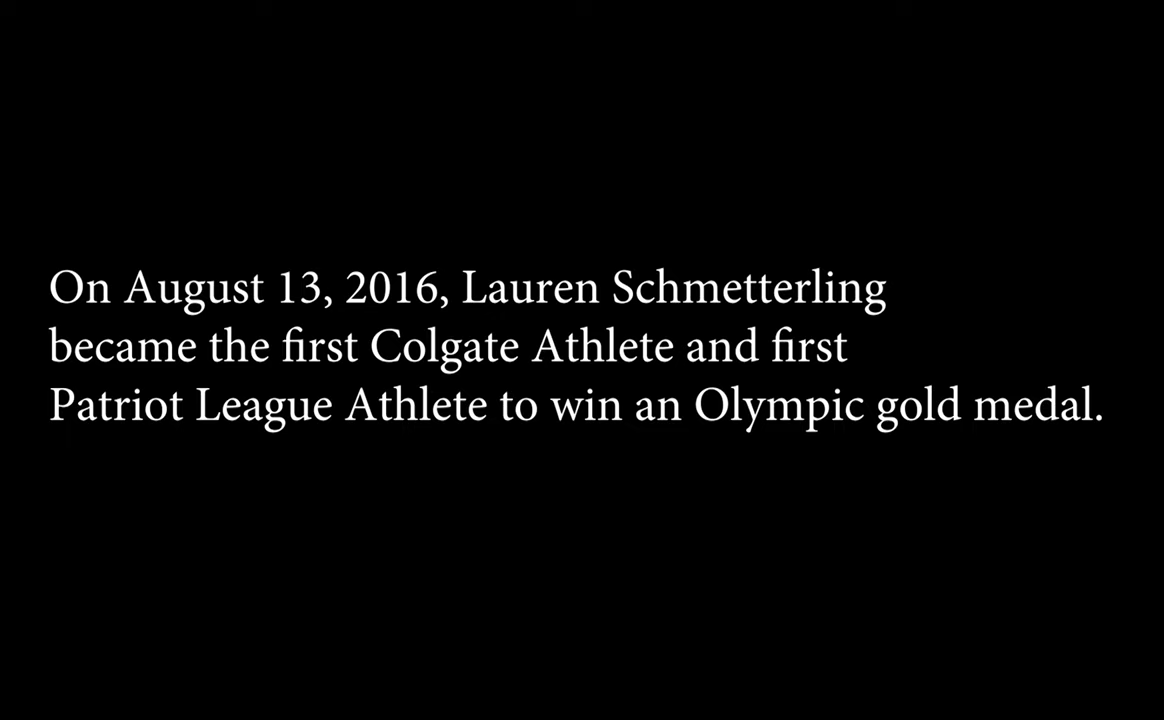 On August 13, 2016, Lauren Schmetterling
became the first Colgate Athlete and first
Patriot League Athlete to win an Olympic gold medal.